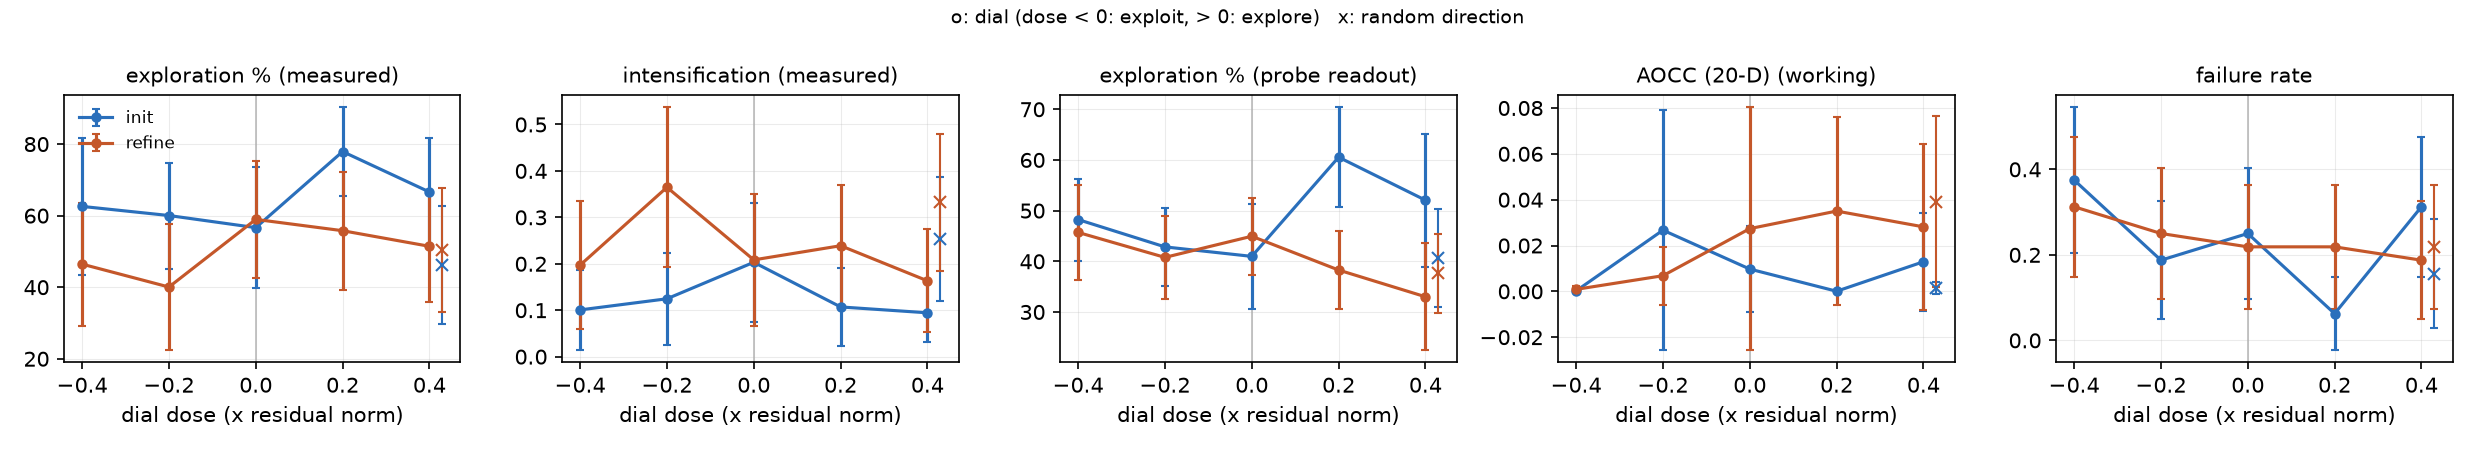 o: dial (dose < 0: exploit, > 0: explore)   x: random direction
exploration % (measured)
init
refine
80
60
40
20
−0.4 −0.2 0.0 0.2 0.4
dial dose (x residual norm)
intensification (measured)
0.5
0.4
0.3
0.2
0.1
0.0
−0.4 −0.2 0.0 0.2 0.4
dial dose (x residual norm)
exploration % (probe readout)
70
60
50
40
30
−0.4 −0.2 0.0 0.2 0.4
dial dose (x residual norm)
AOCC (20-D) (working)
0.08
0.06
0.04
0.02
0.00
−0.02
−0.4 −0.2 0.0 0.2 0.4
dial dose (x residual norm)
failure rate
0.4
0.2
0.0
−0.4 −0.2 0.0 0.2 0.4
dial dose (x residual norm)